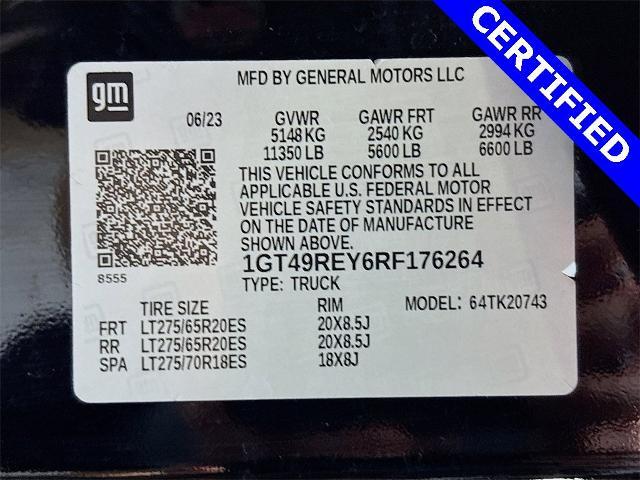 CERTIFIED
gm
MFD BY GENERAL MOTORS LLC
06/23
GVWR GAWR FRT GAWR RR
5148 KG 2540 KG 2994 KG
11350 LB 5600 LB 6600 LB
THIS VEHICLE CONFORMS TO ALL
APPLICABLE U.S. FEDERAL MOTOR
VEHICLE SAFETY STANDARDS IN EFFECT
ON THE DATE OF MANUFACTURE
SHOWN ABOVE.
8555
1GT49REY6RF176264
TYPE: TRUCK
TIRE SIZE RIM MODEL: 64TK20743
FRT LT275/65R20ES 20X8.5J
RR LT275/65R20ES 20X8.5J
SPA LT275/70R18ES 18X8J